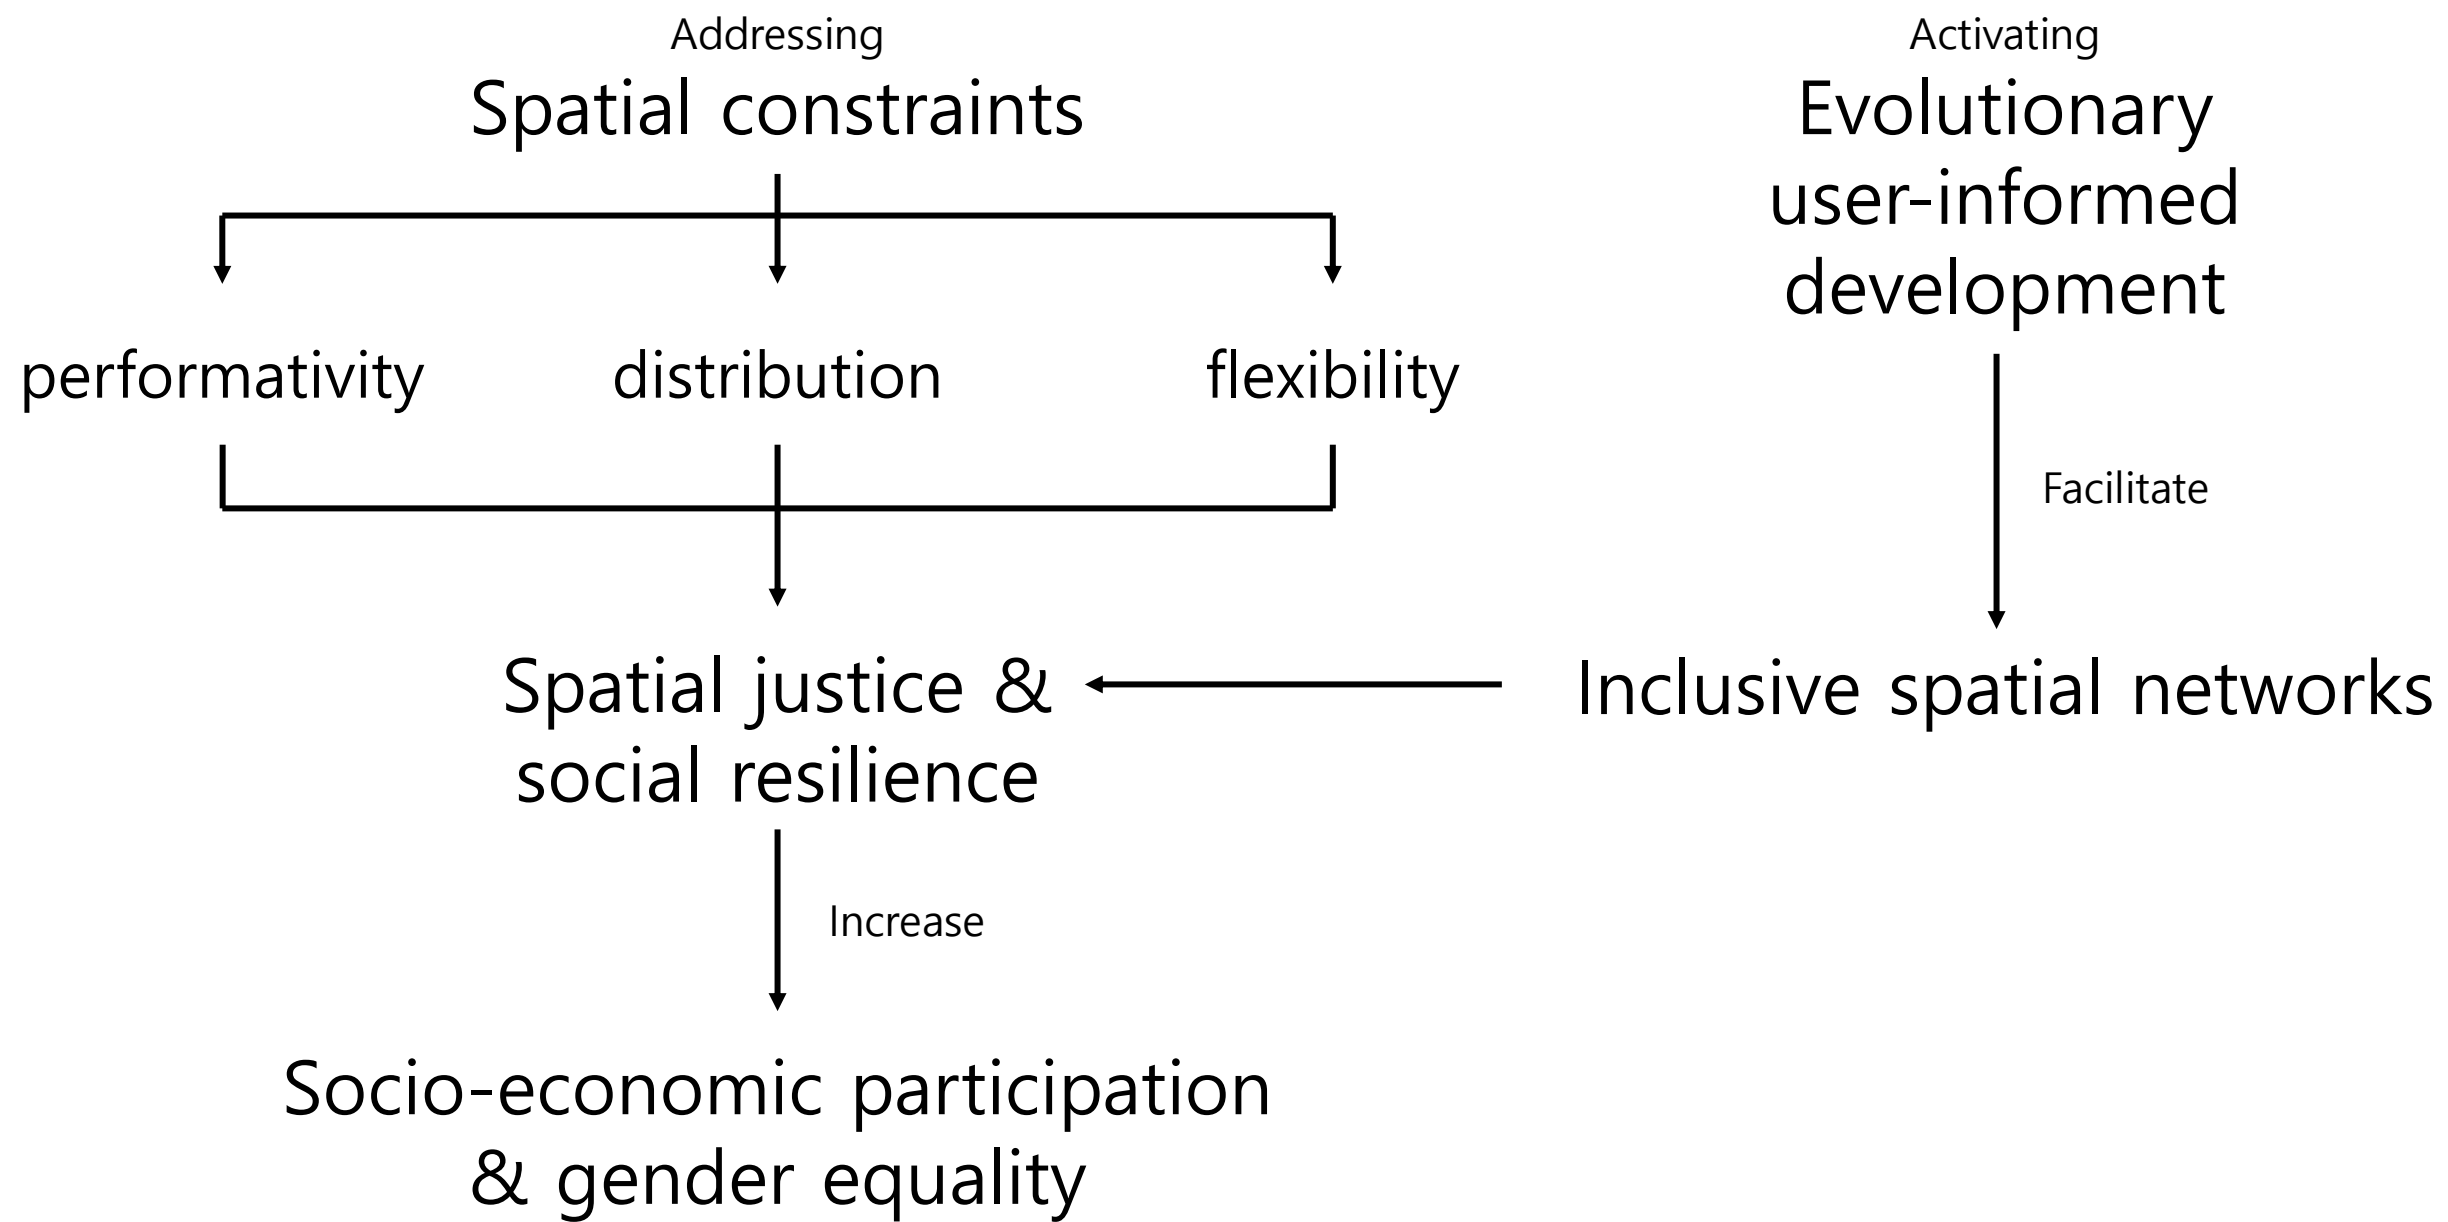 Addressing
Spatial constraints
performativity
distribution
flexibility
Spatial justice &
social resilience
Increase
Socio-economic participation
& gender equality
Activating
Evolutionary
user-informed
development
Facilitate
Inclusive spatial networks